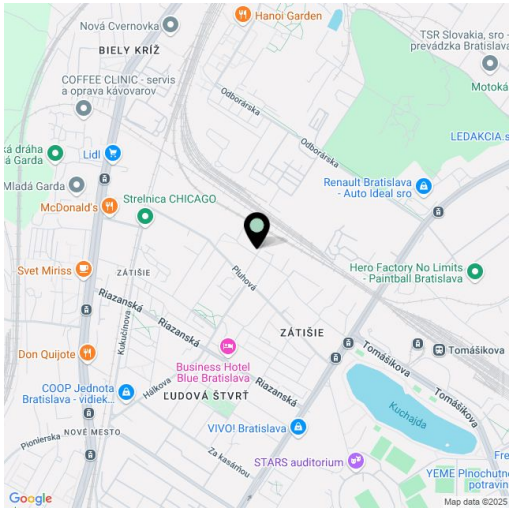 Hanoi Garden
Nová Cvernovka
TSR Slovakia, sro -
prevádzka Bratislava
BIELY KRÍŽ
COFFEE CLINIC - servis
a oprava kávovarov
Motoká
Odborárska
LEDAKCIA.s
Odborárska
ká dráha
á Garda
Lidl
Mladá Garda
Renault Bratislava
- Auto Ideal sro
Strelnica CHICAGO
McDonald's
Svet Miriss
ZÁTIŠIE
Pluhová
Hero Factory No Limits
- Paintball Bratislava
Riazanská
Kukučínova
Riazanská
ZÁTIŠIE
Don Quijote
Business Hotel
Blue Bratislava
Tomášikova
Tomášikova
Tomášikova
Hálkova
Riazanská
COOP Jednota
Bratislava - vidiek...
ĽUDOVÁ ŠTVRŤ
Kuchajda
VIVO! Bratislava
Pionierska
NOVÉ MESTO
Za kasárňou
STARS auditorium
Fre
YEME Plnochutné
potravin
Google
Map data ©2025